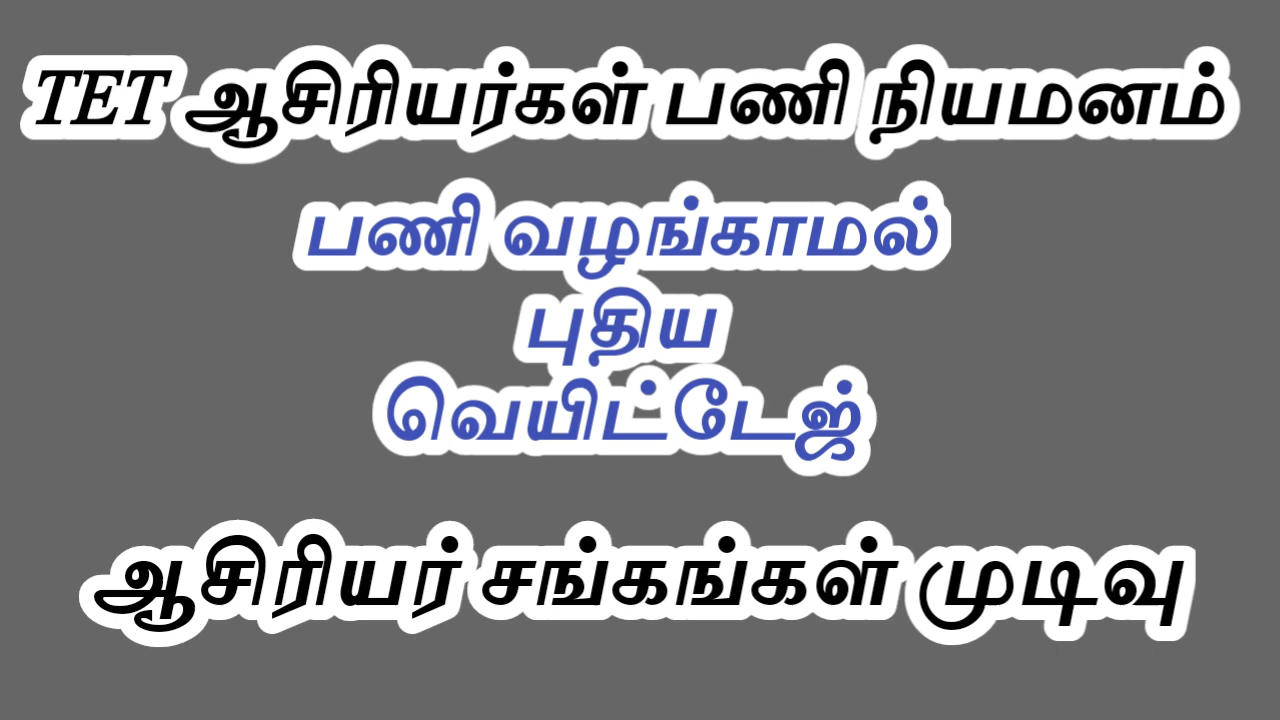 TET ஆசிரியர்கள் பணி நியமனம்
பணி வழங்காமல்
புதிய
வெயிட்டேஜ்
ஆசிரியர் சங்கங்கள் முடிவு